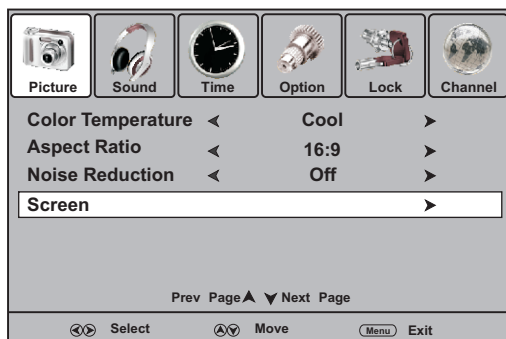 Picture Sound Time Option Lock Channel
Color Temperature Cool
Aspect Ratio 16:9
Noise Reduction Off
Screen
Prev Page Next Page
Select Move Menu Exit